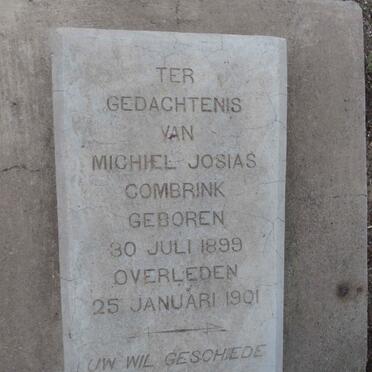 TER
GEDACHTENIS
VAN
MICHIEL JOSIAS
COMBRINK
GEBOREN
30 JULI 1899
OVERLEDEN
25 JANUARI 1901
UW WIL GESCHIEDE